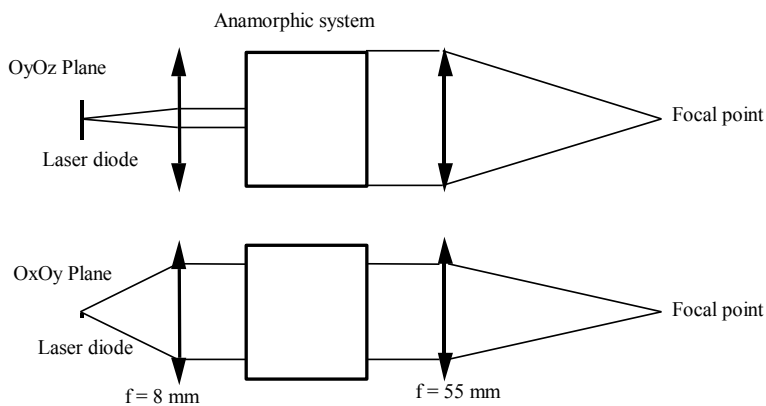 Anamorphic system
OyOz Plane
Focal point
Laser diode
OxOy Plane
Focal point
Laser diode
f = 8 mm
f = 55 mm